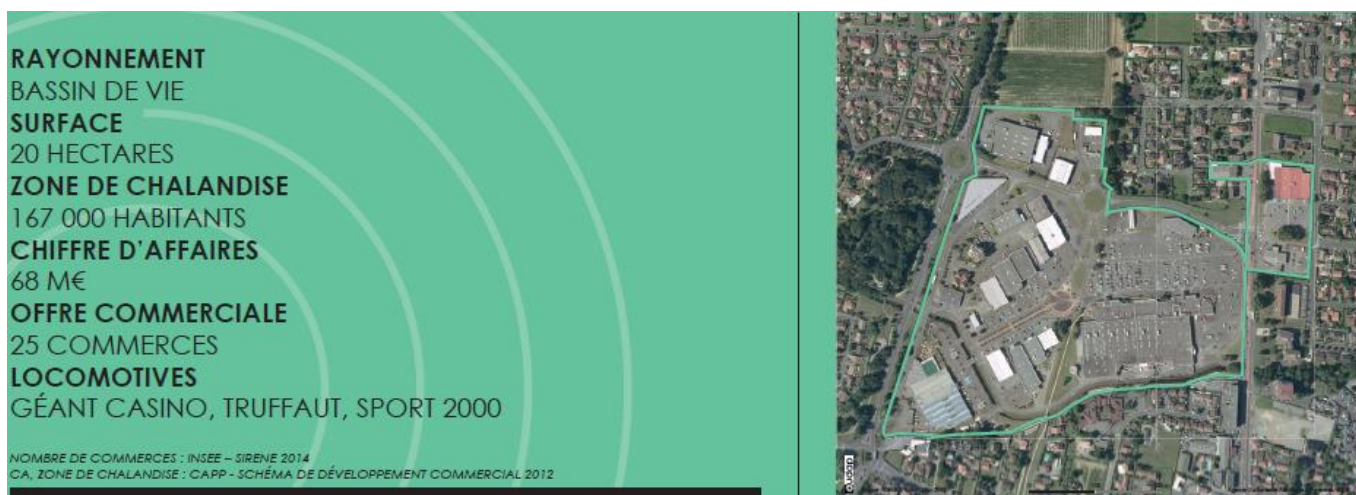 RAYONNEMENT
BASSIN DE VIE
SURFACE
20 HECTARES
ZONE DE CHALANDISE
167 000 HABITANTS
CHIFFRE D'AFFAIRES
68 M€
OFFRE COMMERCIALE
25 COMMERCES
LOCOMOTIVES
GÉANT CASINO, TRUFFAUT, SPORT 2000
NOMBRE DE COMMERCES : INSEE – SIRENE 2014
CA, ZONE DE CHALANDISE : CAPP - SCHÉMA DE DÉVELOPPEMENT COMMERCIAL 2012